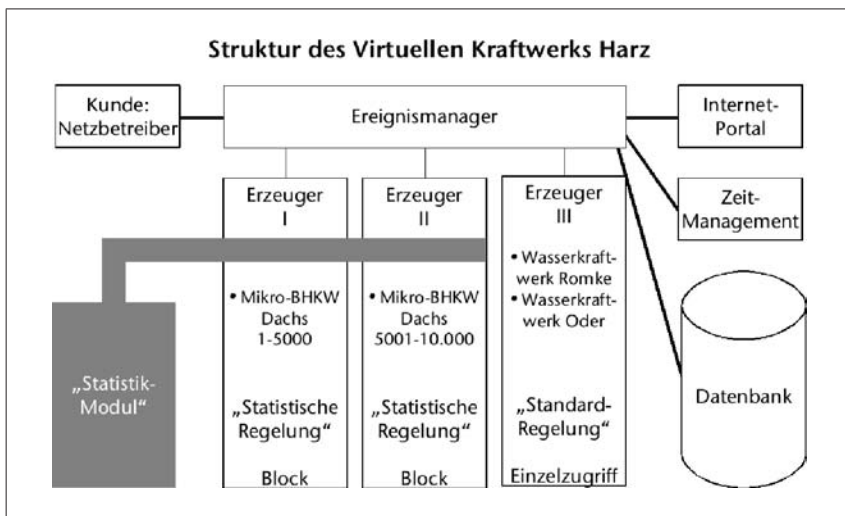 Struktur des Virtuellen Kraftwerks Harz
Kunde:
Netzbetreiber
Ereignismanager
Internet-
Portal
Zeit-
Management
Datenbank
Erzeuger
I
• Mikro-BHKW
Dachs
1-5000
„Statistische
Regelung“
Block
Erzeuger
II
• Mikro-BHKW
Dachs
5001-10.000
„Statistische
Regelung“
Block
Erzeuger
III
• Wasserkraft-
werk Romke
• Wasserkraft-
werk Oder
„Standard-
Regelung“
Einzelzugriff
„Statistik-
Modul“